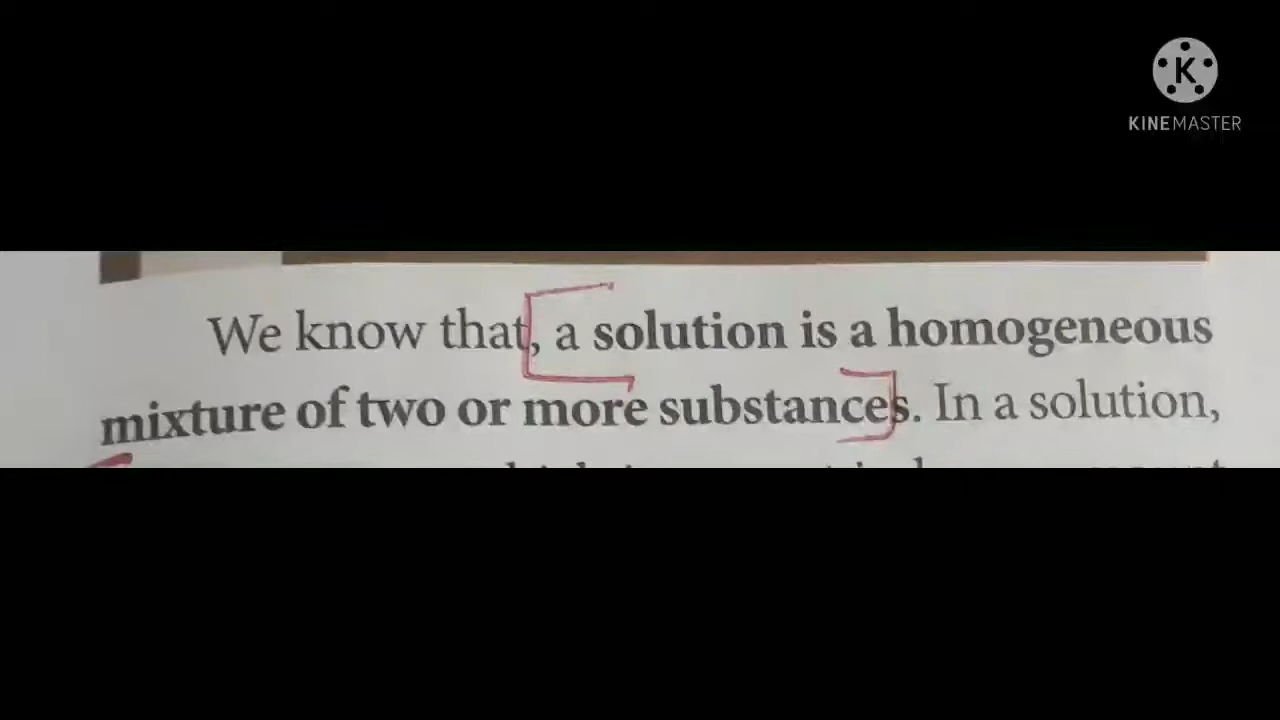 K
KINEMASTER
We know that, a solution is a homogeneous
mixture of two or more substances. In a solution,